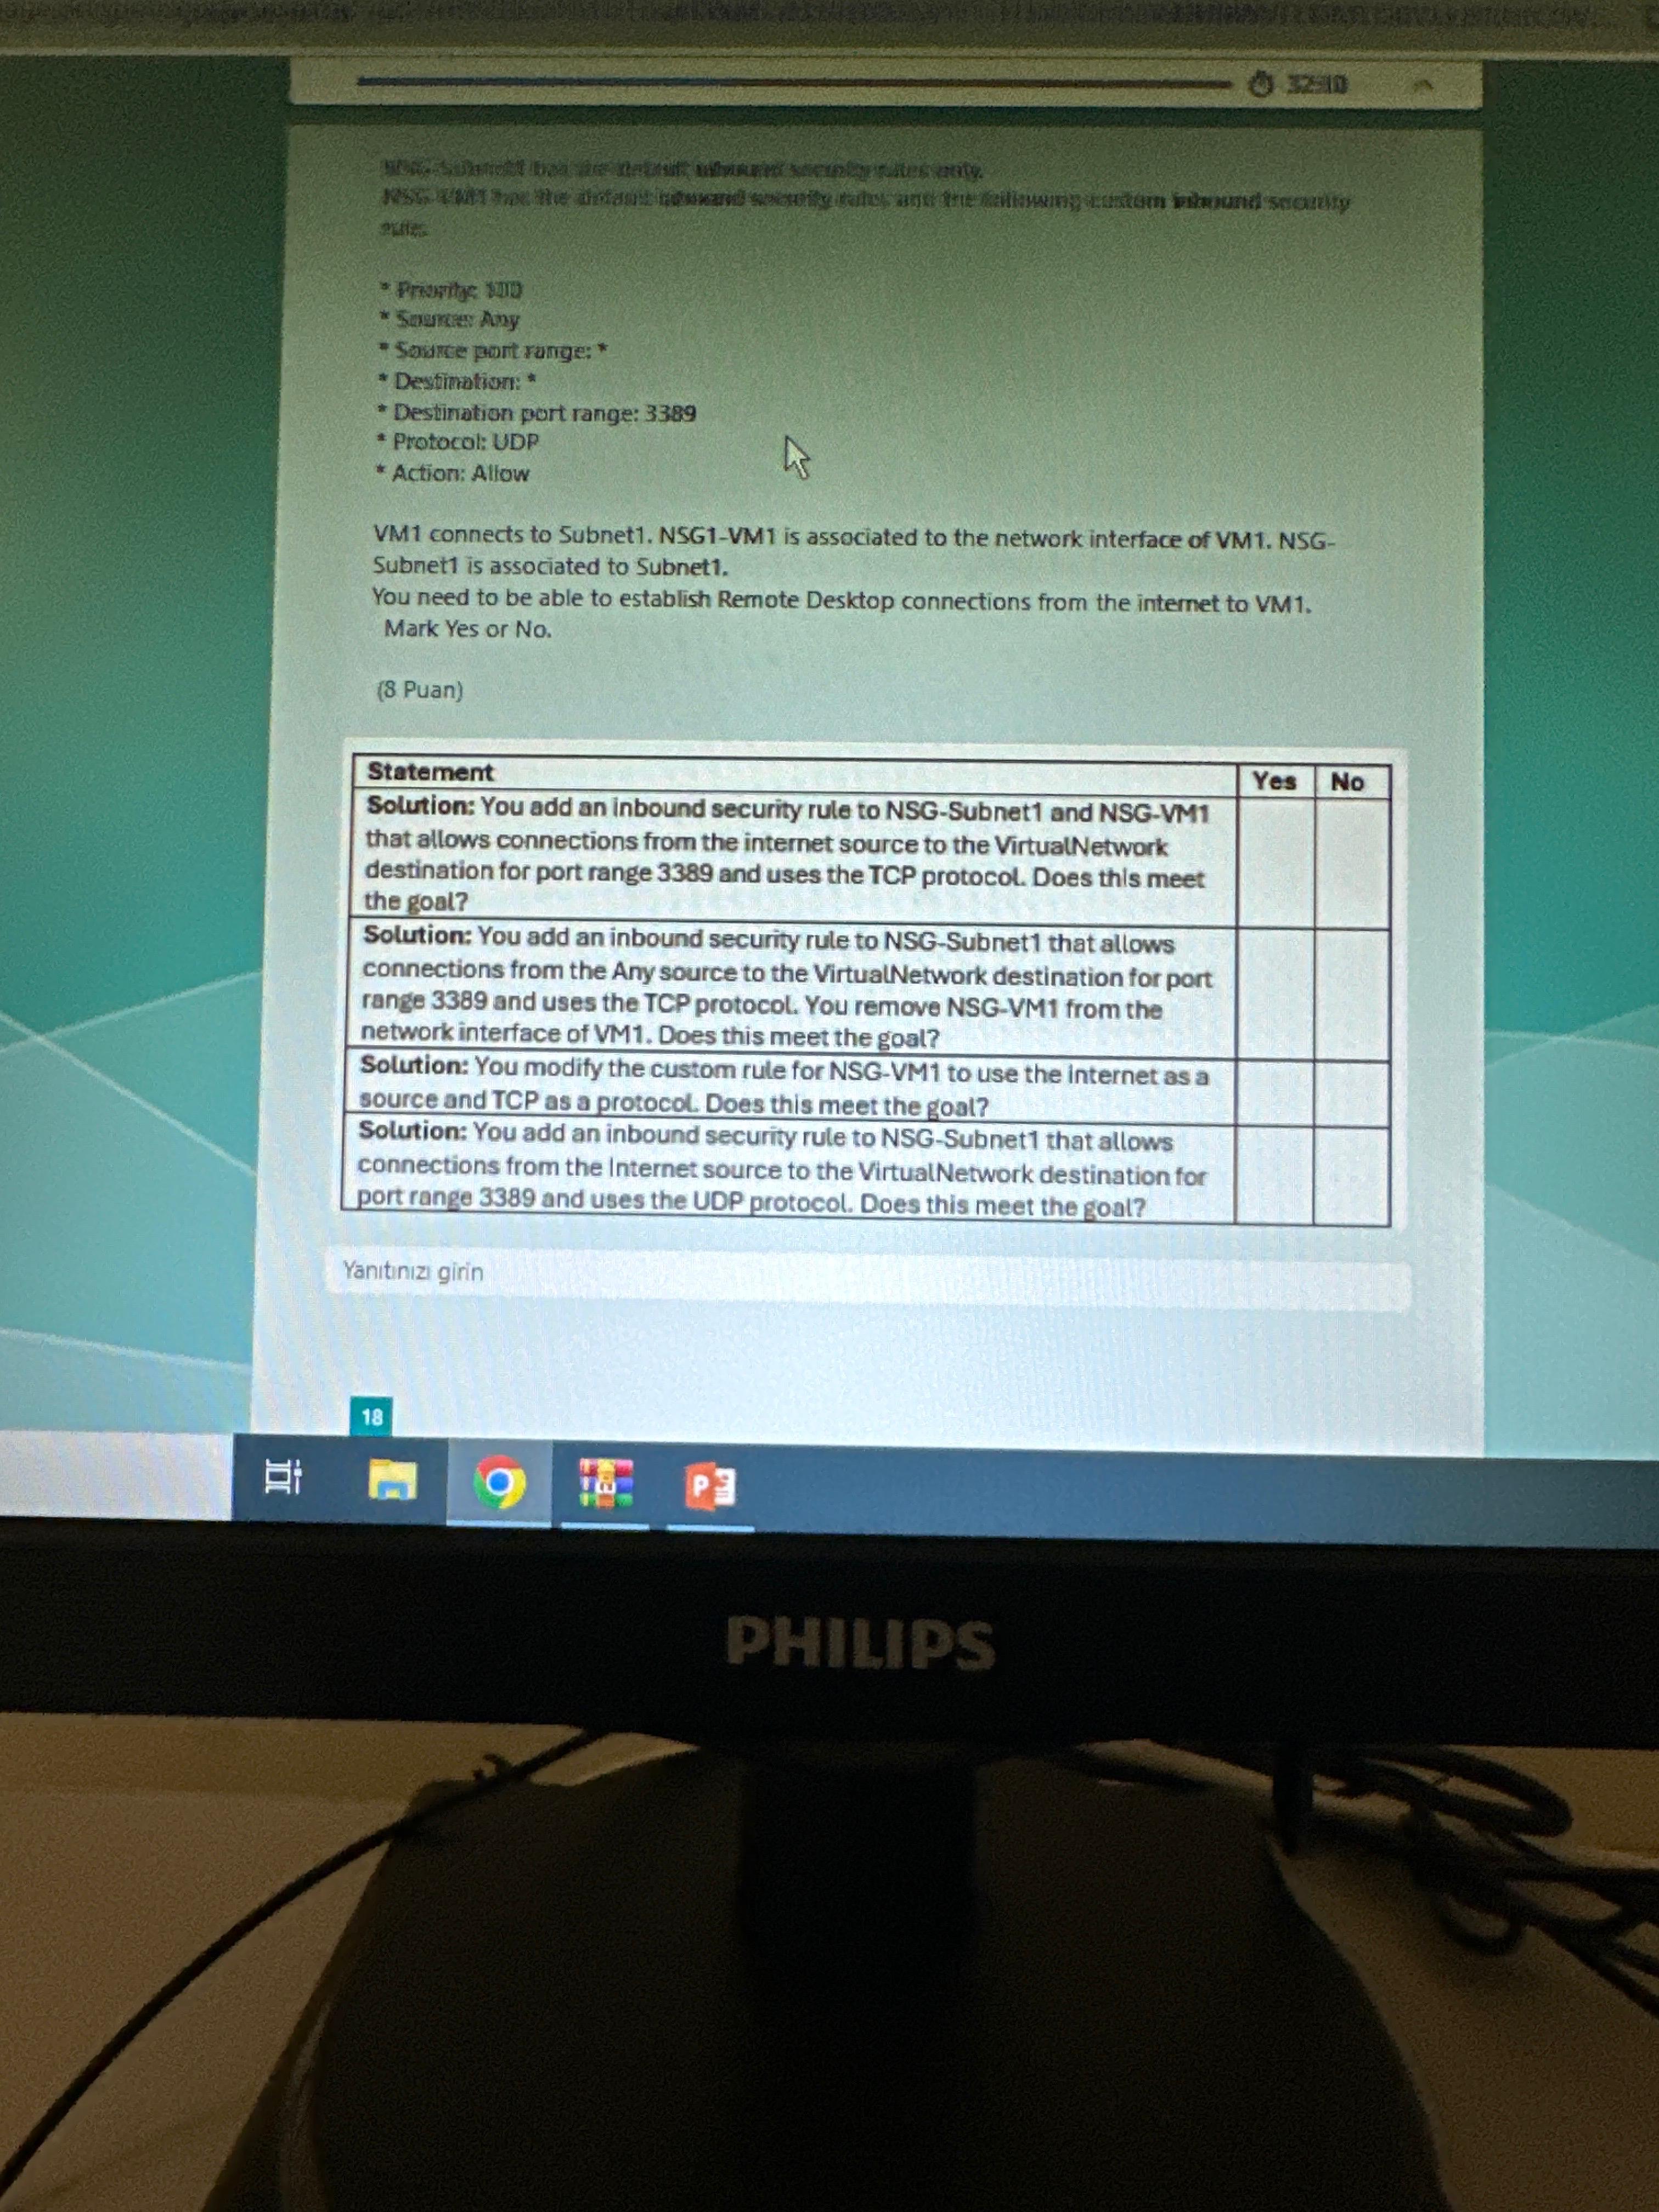 32:10
NSG-Subnet1 has the default inbound security rules only.
NSG-VM1 has the default inbound security rules and the following custom inbound security
rule:
* Priority: 100
* Source: Any
* Source port range: *
* Destination: *
* Destination port range: 3389
* Protocol: UDP
* Action: Allow
VM1 connects to Subnet1. NSG1-VM1 is associated to the network interface of VM1. NSG-
Subnet1 is associated to Subnet1.
You need to be able to establish Remote Desktop connections from the internet to VM1.
Mark Yes or No.
(8 Puan)
Statement Yes No
Solution: You add an inbound security rule to NSG-Subnet1 and NSG-VM1
that allows connections from the internet source to the VirtualNetwork
destination for port range 3389 and uses the TCP protocol. Does this meet
the goal?
Solution: You add an inbound security rule to NSG-Subnet1 that allows
connections from the Any source to the VirtualNetwork destination for port
range 3389 and uses the TCP protocol. You remove NSG-VM1 from the
network interface of VM1. Does this meet the goal?
Solution: You modify the custom rule for NSG-VM1 to use the internet as a
source and TCP as a protocol. Does this meet the goal?
Solution: You add an inbound security rule to NSG-Subnet1 that allows
connections from the Internet source to the VirtualNetwork destination for
port range 3389 and uses the UDP protocol. Does this meet the goal?
Yanıtınızı girin
18
PHILIPS